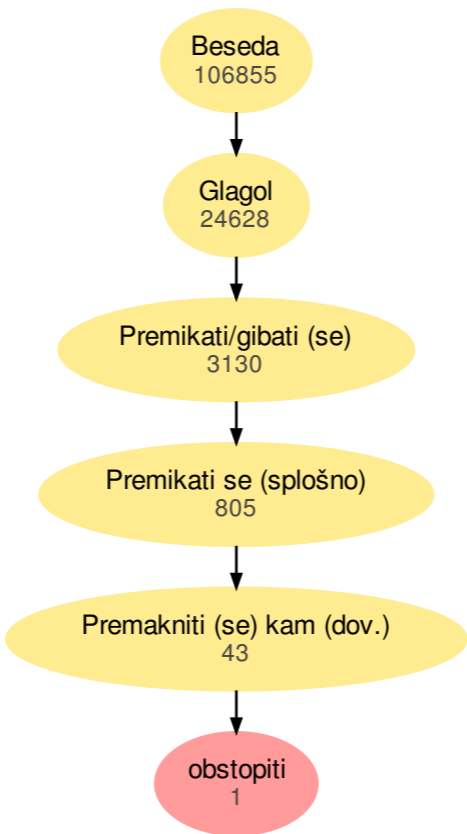 Beseda
106855
Glagol
24628
Premikati/gibati (se)
3130
Premikati se (splošno)
805
Premakniti (se) kam (dov.)
43
obstopiti
1